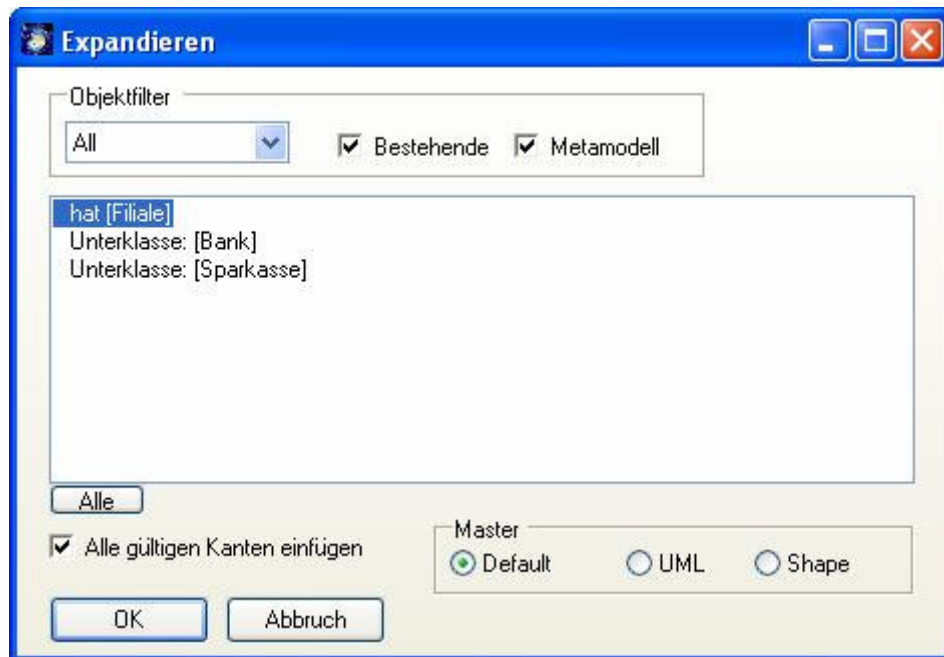 Expandieren
Objektfilter
All Bestehende Metamodell
hat [Filiale]
Unterklasse: [Bank]
Unterklasse: [Sparkasse]
Alle
Alle gültigen Kanten einfügen
Master
Default UML Shape
OK Abbruch